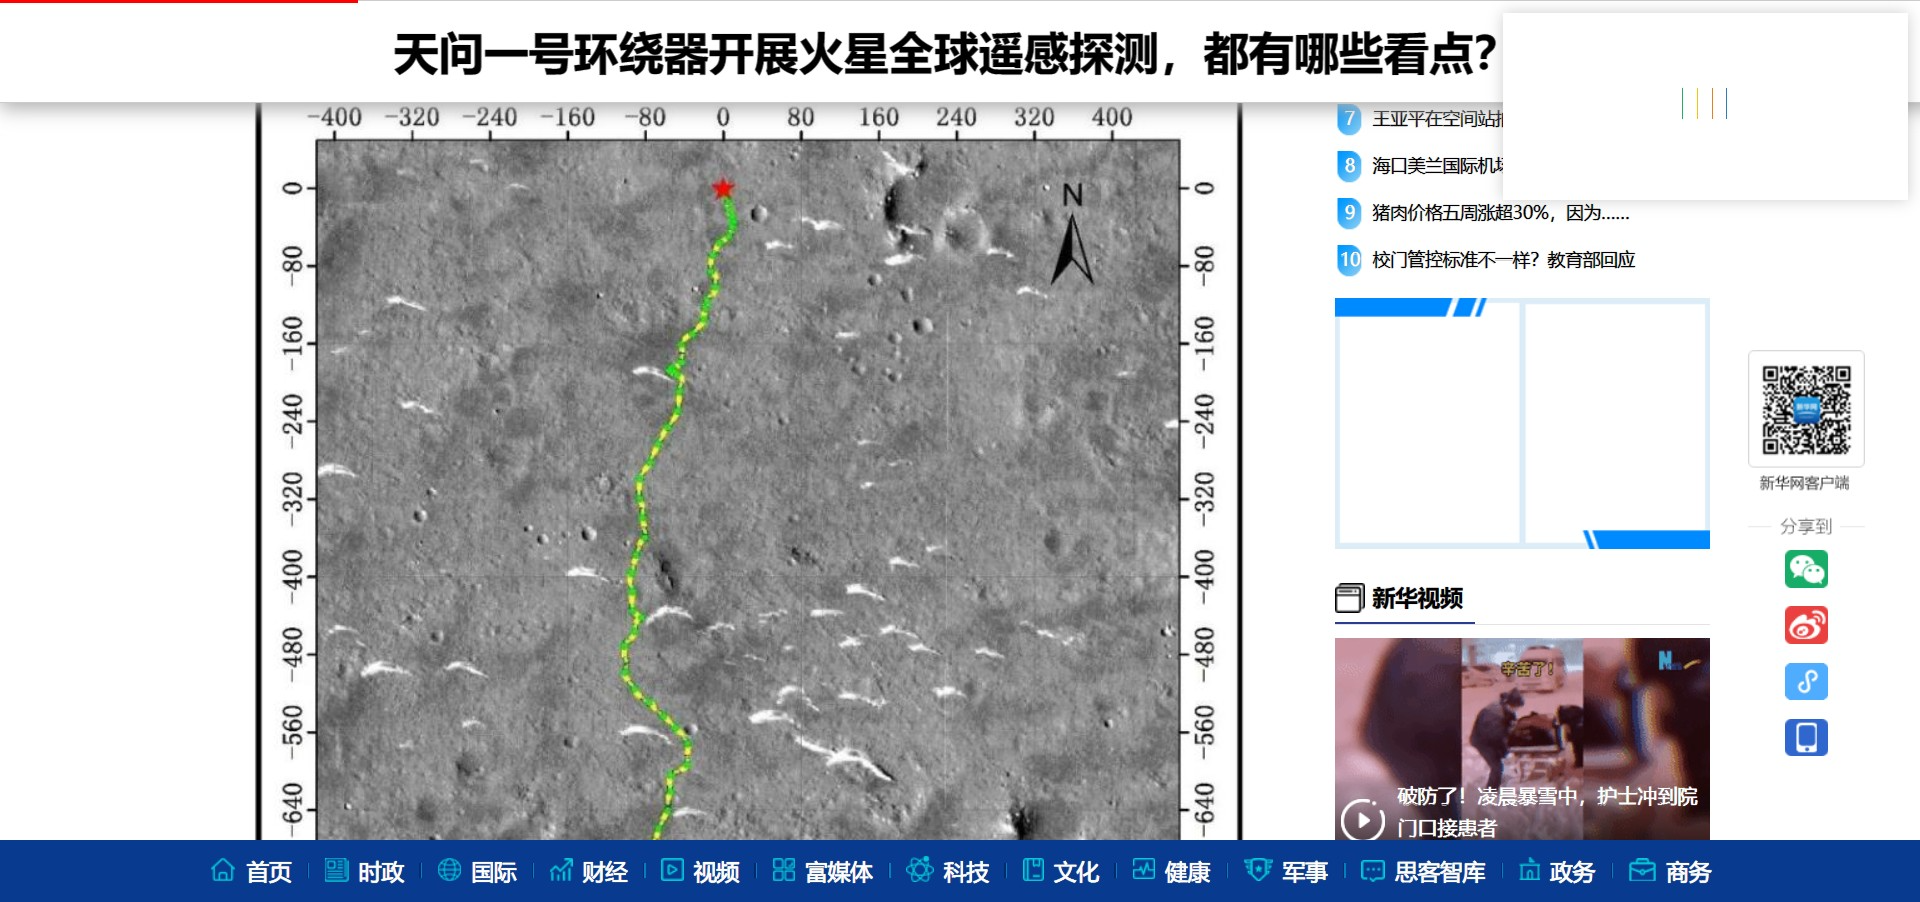 天问一号环绕器开展火星全球遥感探测，都有哪些看点？
-400 -320 -240 -160 -80 0 80 160 240 320 400
0 -80 -160 -240 -320 -400 -480 -560 -640
N
0 -80 -160 -240 -320 -400 -480 -560 -640
7 王亚平在空间站
8 海口美兰国际机
9 猪肉价格五周涨超30%，因为……
10 校门管控标准不一样？教育部回应
新华网客户端
分享到
新华视频
辛苦了！
破防了！凌晨暴雪中，护士冲到院
门口接患者
首页 时政 国际 财经 视频 富媒体 科技 文化 健康 军事 思客智库 政务 商务